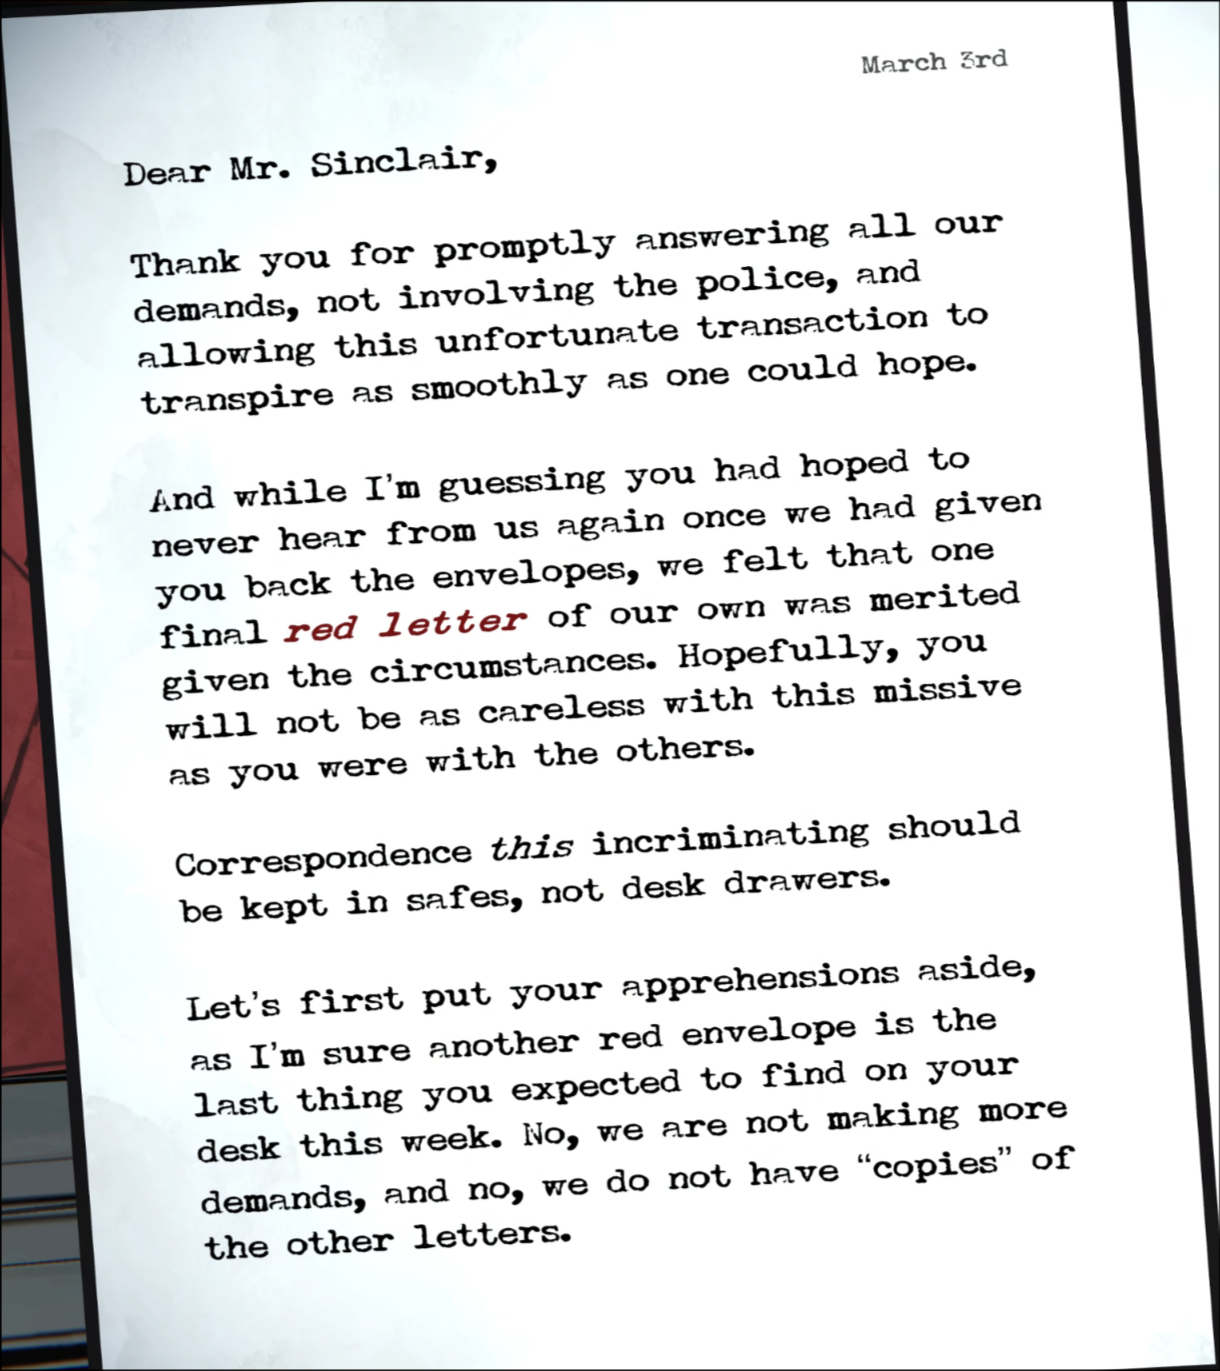 March 3rd
Dear Mr. Sinclair,
Thank you for promptly answering all our
demands, not involving the police, and
allowing this unfortunate transaction to
transpire as smoothly as one could hope.
And while I'm guessing you had hoped to
never hear from us again once we had given
you back the envelopes, we felt that one
final red letter of our own was merited
given the circumstances. Hopefully, you
will not be as careless with this missive
as you were with the others.
Correspondence this incriminating should
be kept in safes, not desk drawers.
Let's first put your apprehensions aside,
as I'm sure another red envelope is the
last thing you expected to find on your
desk this week. No, we are not making more
demands, and no, we do not have “copies” of
the other letters.